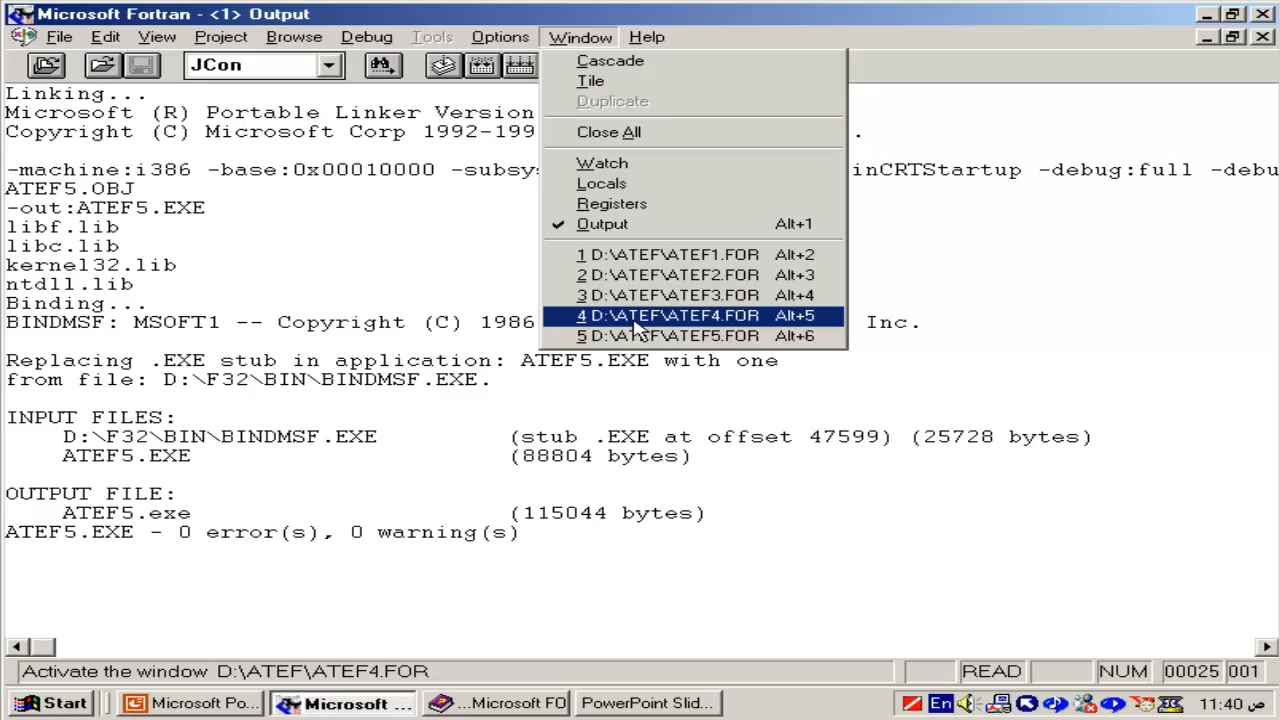 Microsoft Fortran - <1> Output
File Edit View Project Browse Debug Tools Options Window Help
JCon
Cascade
Tile
Duplicate
Close All
Watch
Locals
Registers
Output Alt+1
1 D:\ATEF\ATEF1.FOR Alt+2
2 D:\ATEF\ATEF2.FOR Alt+3
3 D:\ATEF\ATEF3.FOR Alt+4
4 D:\ATEF\ATEF4.FOR Alt+5
5 D:\ATEF\ATEF5.FOR Alt+6
Linking...
Microsoft (R) Portable Linker Version
Copyright (C) Microsoft Corp 1992-199 .
-machine:i386 -base:0x00010000 -subsys inCRTStartup -debug:full -debu
ATEF5.OBJ
-out:ATEF5.EXE
libf.lib
libc.lib
kernel32.lib
ntdll.lib
Binding...
BINDMSF: MSOFT1 -- Copyright (C) 1986 Inc.
Replacing .EXE stub in application: ATEF5.EXE with one
from file: D:\F32\BIN\BINDMSF.EXE.
INPUT FILES:
D:\F32\BIN\BINDMSF.EXE (stub .EXE at offset 47599) (25728 bytes)
ATEF5.EXE (88804 bytes)
OUTPUT FILE:
ATEF5.exe (115044 bytes)
ATEF5.EXE - 0 error(s), 0 warning(s)
Activate the window D:\ATEF\ATEF4.FOR READ NUM 00025 001
Start Microsoft Po... Microsoft ... ...Microsoft FO PowerPoint Slid... En 11:40 ص